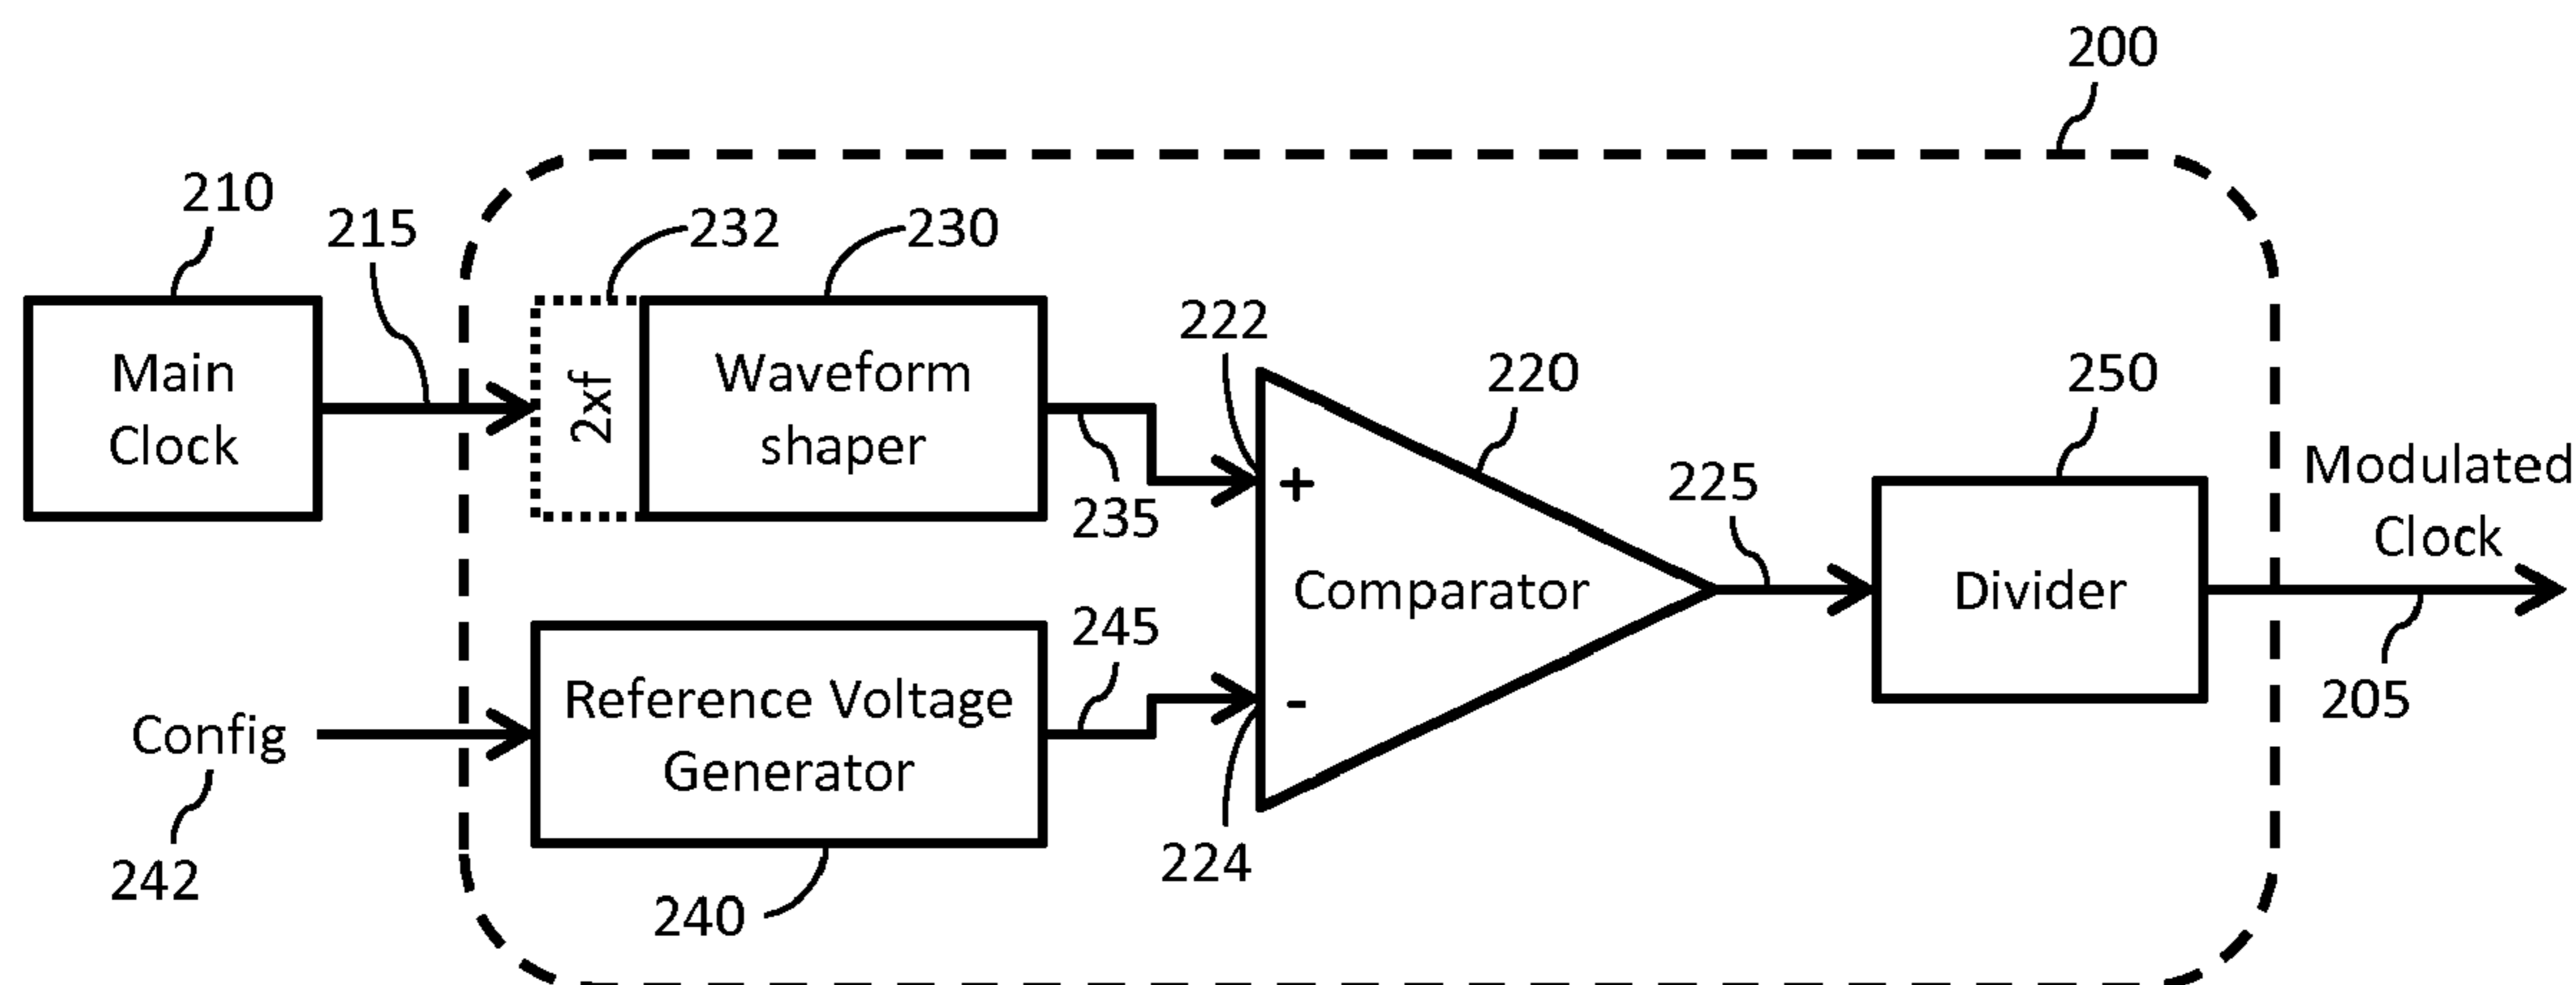 200
210
215
232
230
Main
Clock
2xf
Waveform
shaper
235
222
+
220
Comparator
-
224
225
250
Divider
Modulated
Clock
205
Config
242
Reference Voltage
Generator
240
245